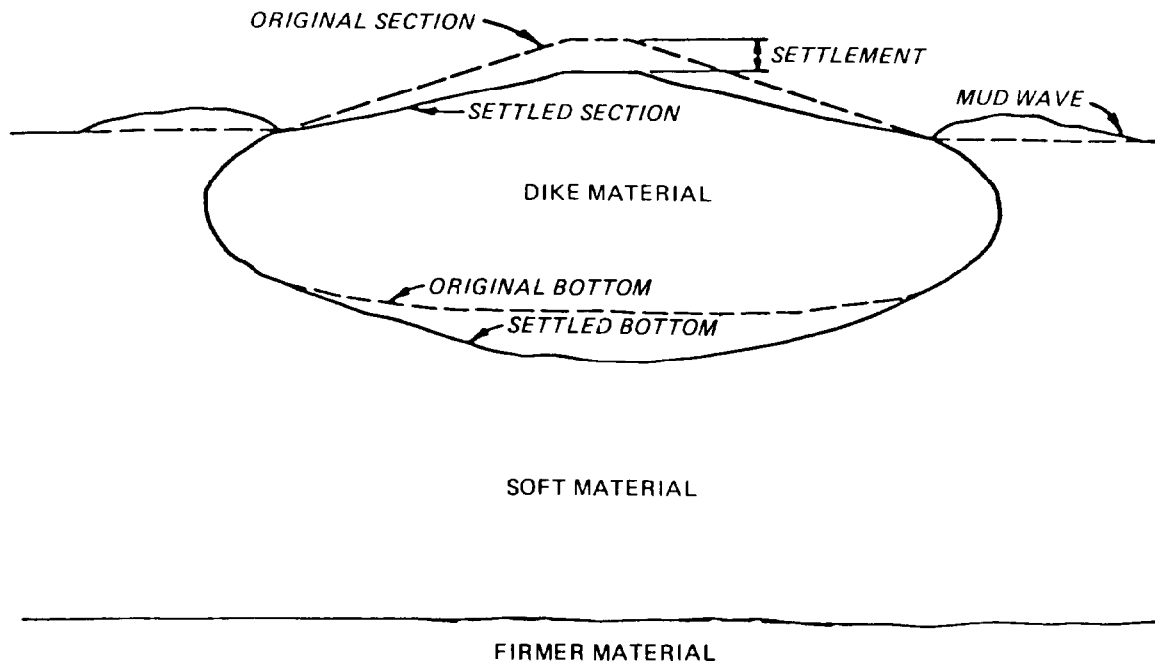 ORIGINAL SECTION
SETTLEMENT
SETTLED SECTION
MUD WAVE
DIKE MATERIAL
ORIGINAL BOTTOM
SETTLED BOTTOM
SOFT MATERIAL
FIRMER MATERIAL